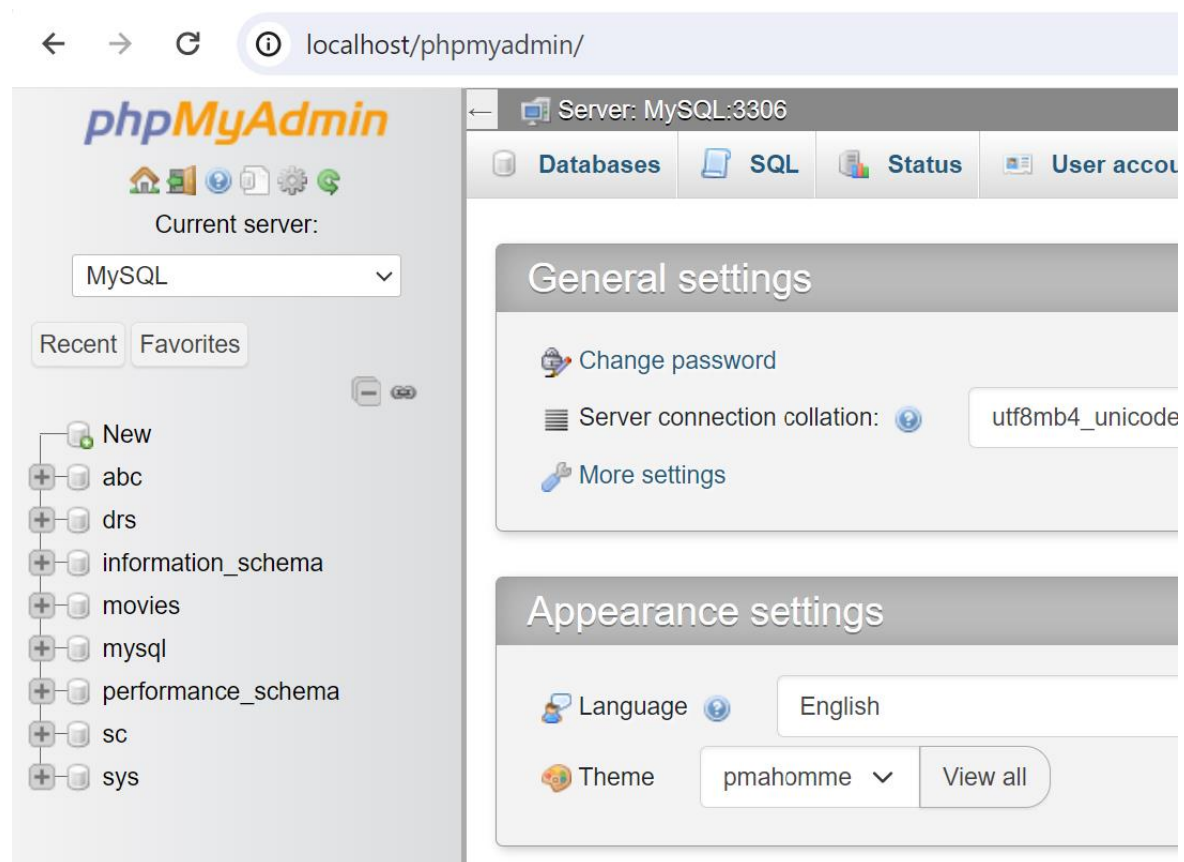 localhost/phpmyadmin/
phpMyAdmin
Current server:
MySQL
Recent Favorites
New
abc
drs
information_schema
movies
mysql
performance_schema
sc
sys
Server: MySQL:3306
Databases SQL Status User accou
General settings
Change password
Server connection collation: utf8mb4_unicode
More settings
Appearance settings
Language English
Theme pmahomme View all